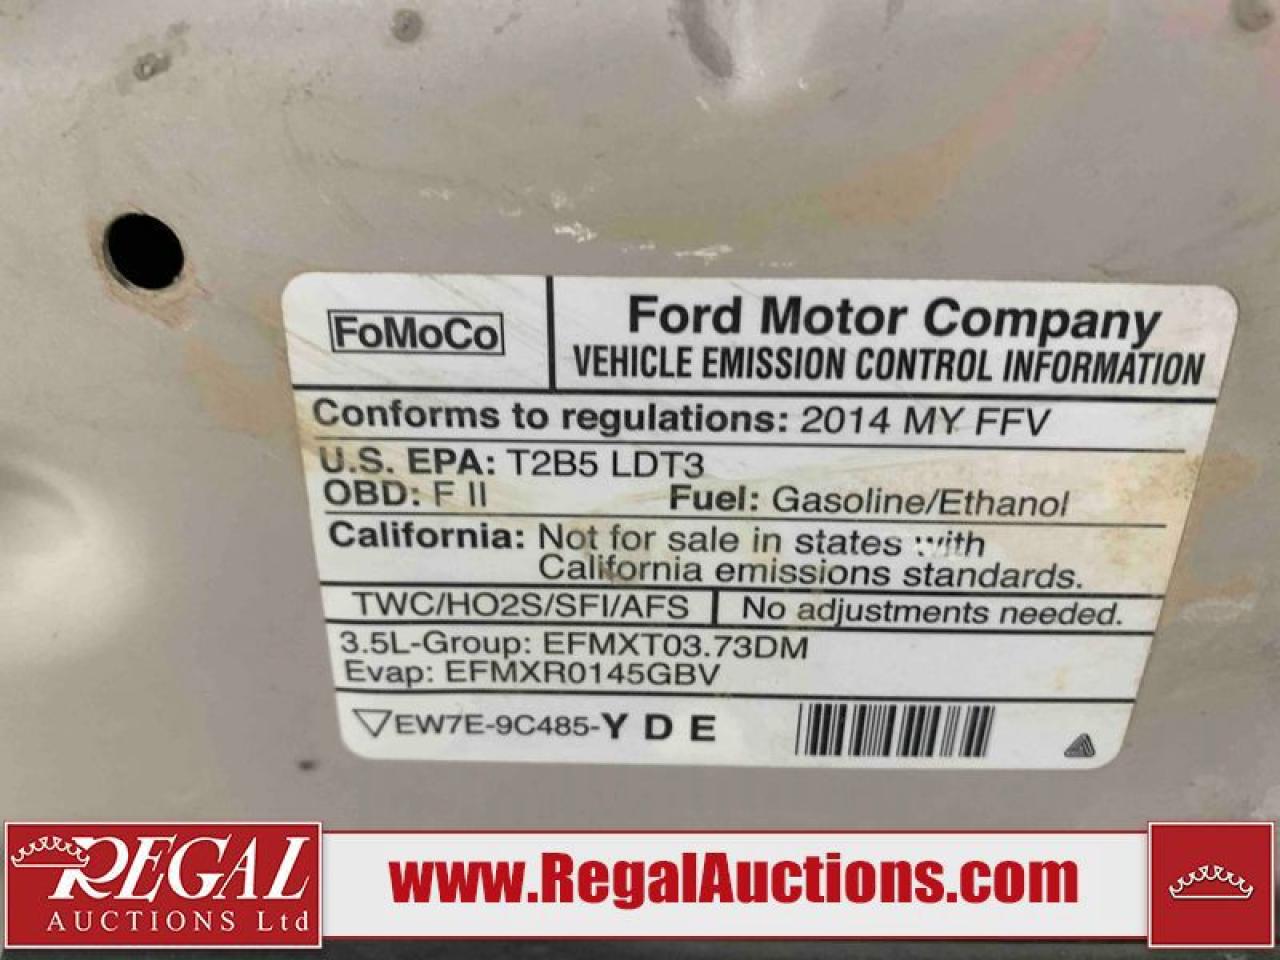 FoMoCo
Ford Motor Company
VEHICLE EMISSION CONTROL INFORMATION
Conforms to regulations: 2014 MY FFV
U.S. EPA: T2B5 LDT3
OBD: F II Fuel: Gasoline/Ethanol
California: Not for sale in states with
California emissions standards.
TWC/HO2S/SFI/AFS No adjustments needed.
3.5L-Group: EFMXT03.73DM
Evap: EFMXR0145GBV
EW7E-9C485-Y D E
REGAL
AUCTIONS Ltd
www.RegalAuctions.com